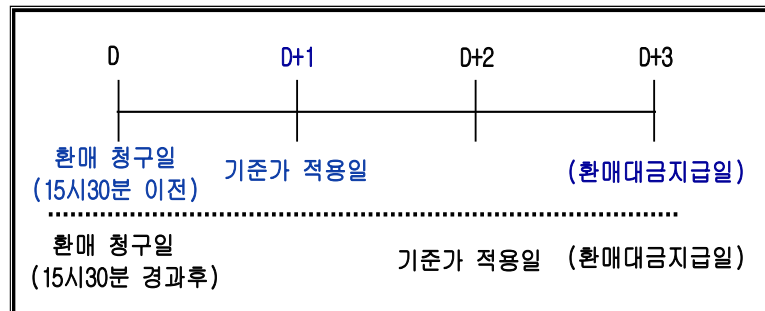 D D+1 D+2 D+3
환매 청구일
(15시30분 이전)
기준가 적용일
(환매대금지급일)
환매 청구일
(15시30분 경과후)
기준가 적용일
(환매대금지급일)